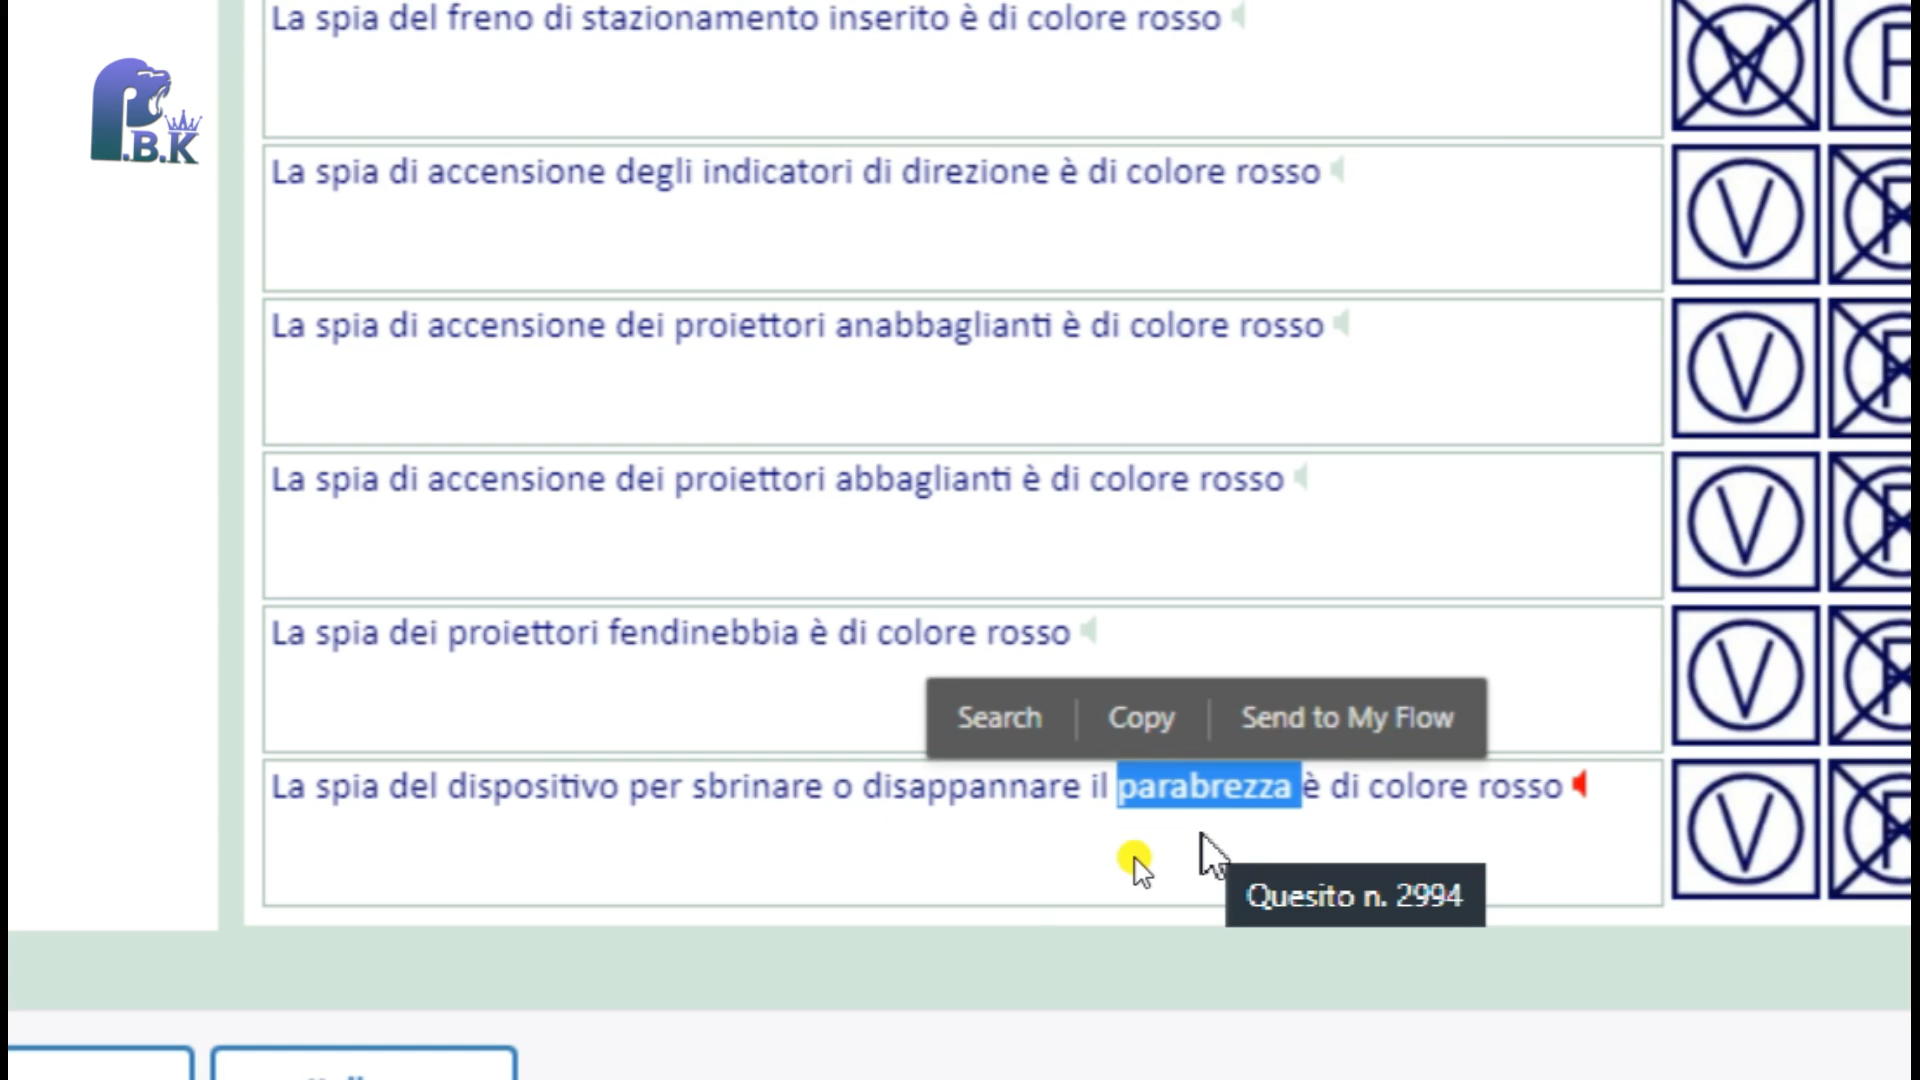 La spia del freno di stazionamento inserito è di colore rosso
V F
.B.K
La spia di accensione degli indicatori di direzione è di colore rosso
V F
La spia di accensione dei proiettori anabbaglianti è di colore rosso
V F
La spia di accensione dei proiettori abbaglianti è di colore rosso
V F
La spia dei proiettori fendinebbia è di colore rosso
V F
Search Copy Send to My Flow
La spia del dispositivo per sbrinare o disappannare il parabrezza è di colore rosso
V F
Quesito n. 2994